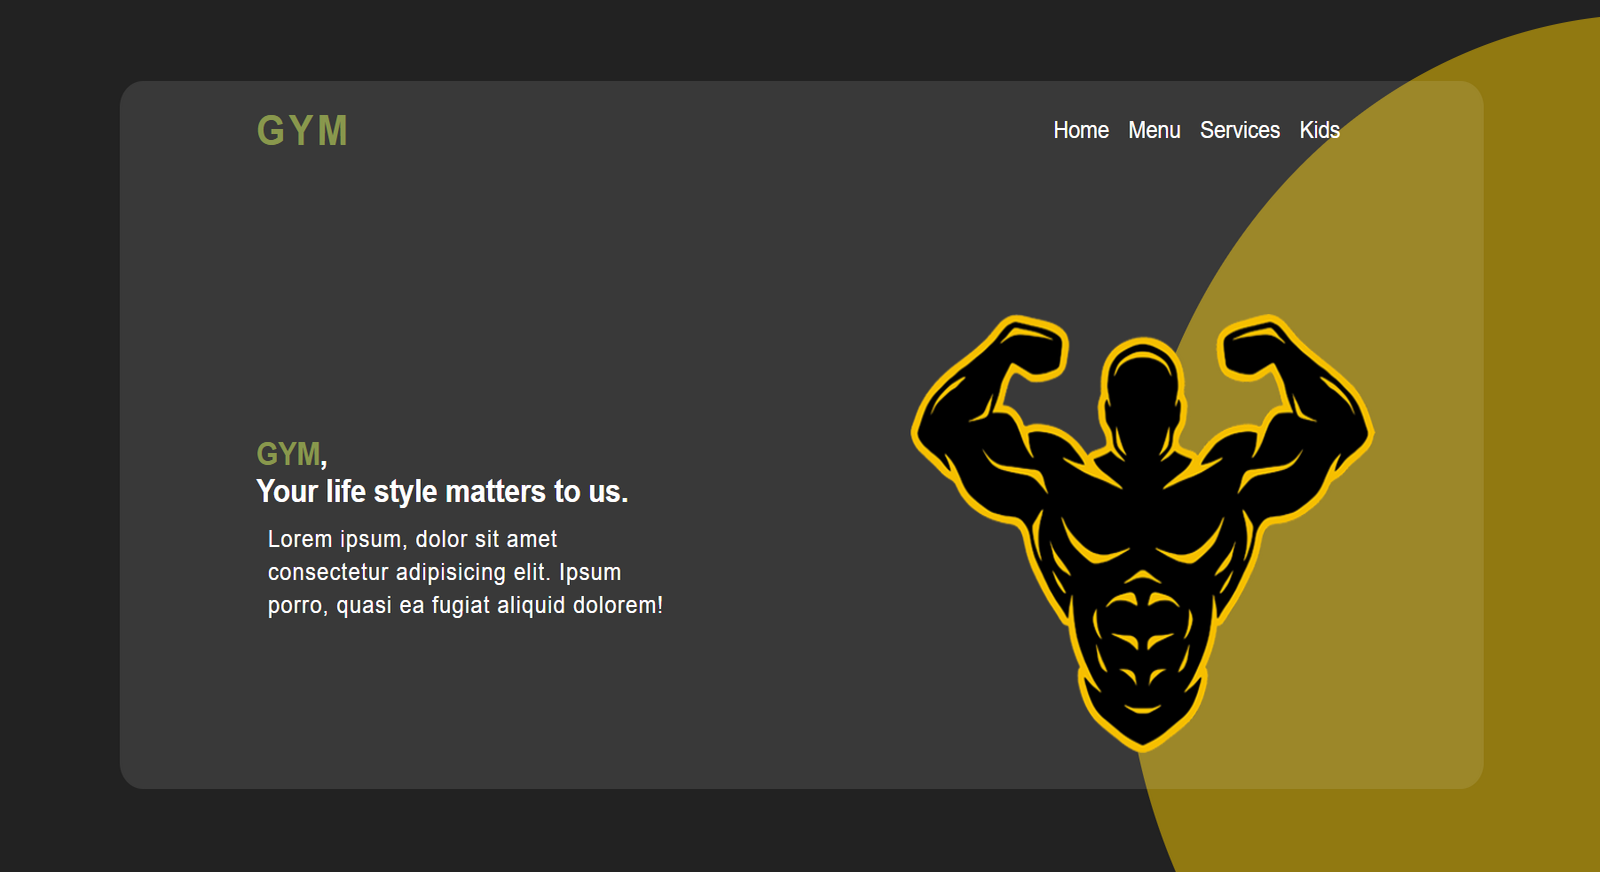 GYM
Home Menu Services Kids
GYM,
Your life style matters to us.
Lorem ipsum, dolor sit amet
consectetur adipisicing elit. Ipsum
porro, quasi ea fugiat aliquid dolorem!